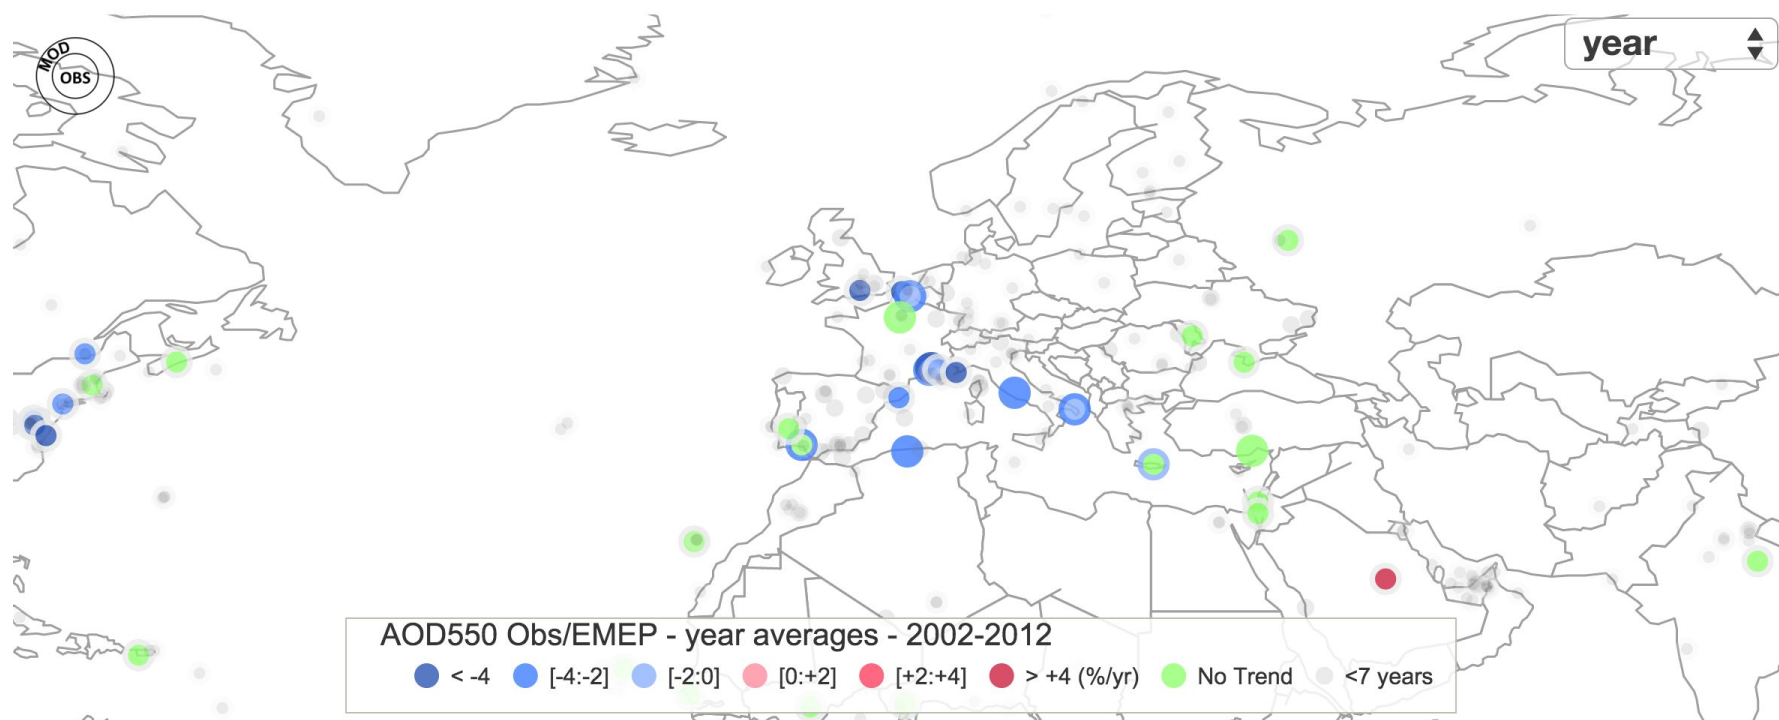 MOD
OBS
year
AOD550 Obs/EMEP - year averages - 2002-2012
< -4 [-4:-2] [-2:0] [0:+2] [+2:+4] > +4 (%/yr) No Trend <7 years